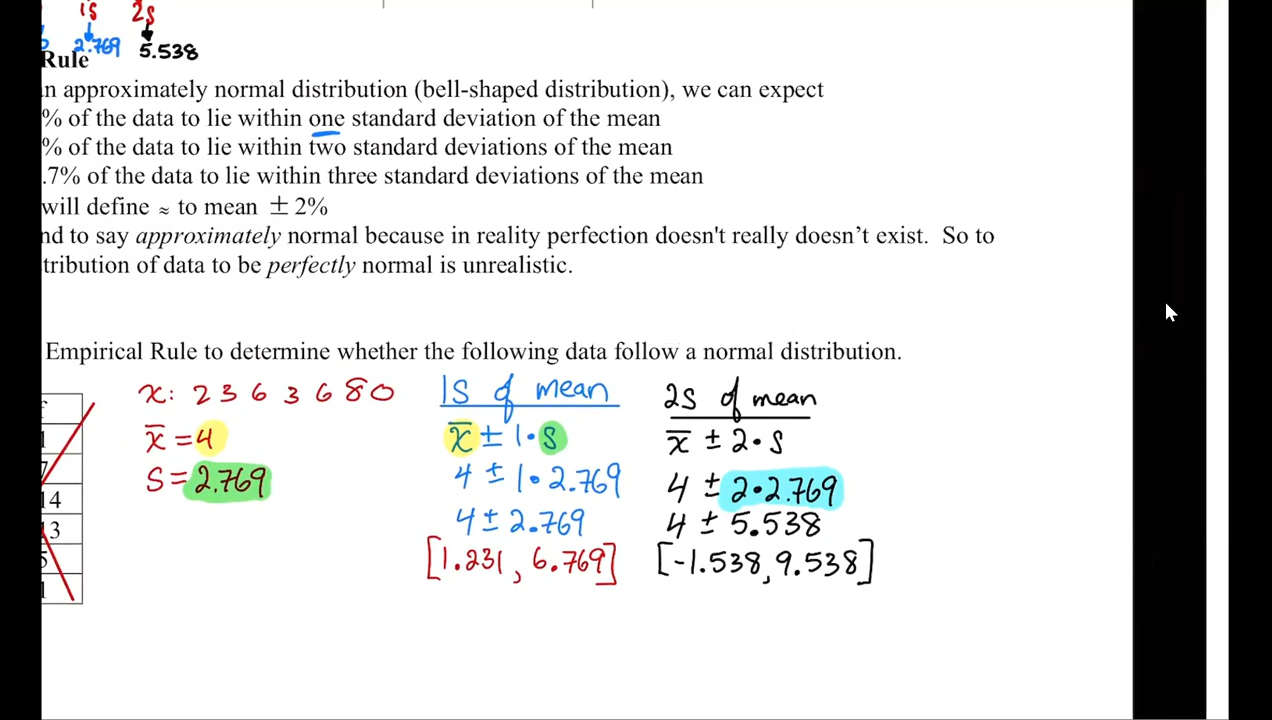 1S 2S
2.769 5.538
Rule
n approximately normal distribution (bell-shaped distribution), we can expect
% of the data to lie within one standard deviation of the mean
% of the data to lie within two standard deviations of the mean
.7% of the data to lie within three standard deviations of the mean
will define ≈ to mean ± 2%
nd to say approximately normal because in reality perfection doesn't really doesn’t exist. So to
tribution of data to be perfectly normal is unrealistic.
Empirical Rule to determine whether the following data follow a normal distribution.
x: 2 3 6 3 6 8 0
x̅ = 4
S = 2.769
1
7
14
13
5
1
1S of mean
x̅ ± 1 • S
4 ± 1 • 2.769
4 ± 2.769
[1.231, 6.769]
2S of mean
x̅ ± 2 • S
4 ± 2 • 2.769
4 ± 5.538
[-1.538, 9.538]